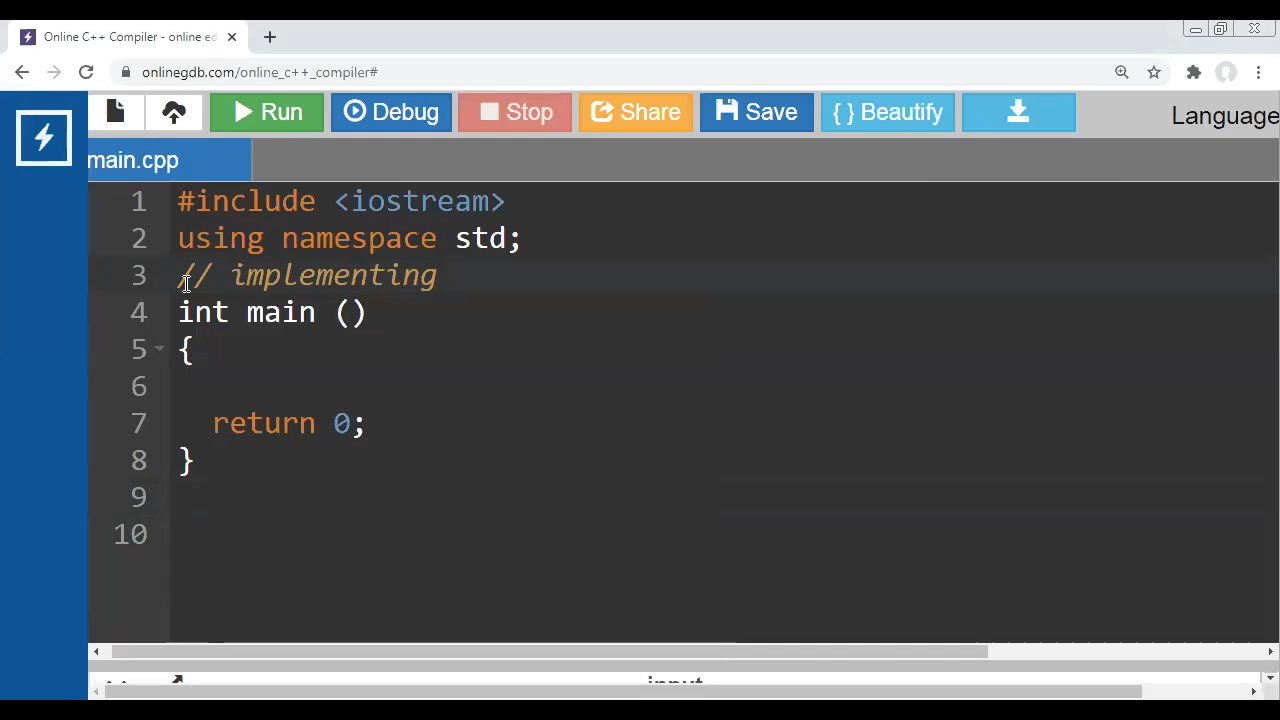 Online C++ Compiler - online ed
onlinegdb.com/online_c++_compiler#
Run Debug Stop Share Save { } Beautify Language
main.cpp
1 #include <iostream>
2 using namespace std;
3 // implementing
4 int main ()
5 {
6
7 return 0;
8 }
9
10
input